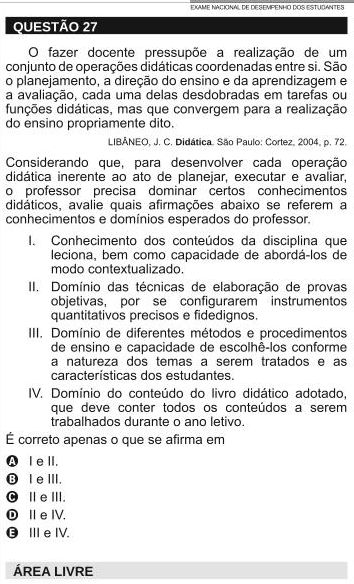 EXAME NACIONAL DE DESEMPENHO DOS ESTUDANTES
QUESTÃO 27
O fazer docente pressupõe a realização de um
conjunto de operações didáticas coordenadas entre si. São
o planejamento, a direção do ensino e da aprendizagem e
a avaliação, cada uma delas desdobradas em tarefas ou
funções didáticas, mas que convergem para a realização
do ensino propriamente dito.
LIBÂNEO, J. C. Didática. São Paulo: Cortez, 2004, p. 72.
Considerando que, para desenvolver cada operação
didática inerente ao ato de planejar, executar e avaliar,
o professor precisa dominar certos conhecimentos
didáticos, avalie quais afirmações abaixo se referem a
conhecimentos e domínios esperados do professor.
I. Conhecimento dos conteúdos da disciplina que
leciona, bem como capacidade de abordá-los de
modo contextualizado.
II. Domínio das técnicas de elaboração de provas
objetivas, por se configurarem instrumentos
quantitativos precisos e fidedignos.
III. Domínio de diferentes métodos e procedimentos
de ensino e capacidade de escolhê-los conforme
a natureza dos temas a serem tratados e as
características dos estudantes.
IV. Domínio do conteúdo do livro didático adotado,
que deve conter todos os conteúdos a serem
trabalhados durante o ano letivo.
É correto apenas o que se afirma em
A I e II.
B I e III.
C II e III.
D II e IV.
E III e IV.
ÁREA LIVRE